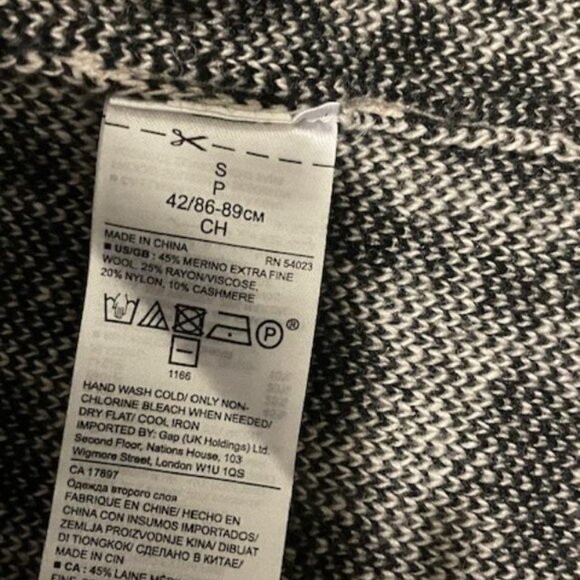 S
P
42/86-89СМ
CH
MADE IN CHINA RN 54023
■ US/GB : 45% MERINO EXTRA FINE
WOOL, 25% RAYON/VISCOSE,
20% NYLON, 10% CASHMERE
P ®
1166
HAND WASH COLD/ ONLY NON-
CHLORINE BLEACH WHEN NEEDED/
DRY FLAT/ COOL IRON
IMPORTED BY: Gap (UK Holdings) Ltd.
Second Floor, Nations House, 103
Wigmore Street, London W1U 1QS
CA 17897
Одежда второго слоя
FABRIQUÉ EN CHINE/ HECHO EN
CHINA CON INSUMOS IMPORTADOS/
ZEMLJA PROIZVODNJE KINA/ DIBUAT
DI TIONGKOK/ СДЕЛАНО В КИТАЕ/
MADE IN CIN
■ CA : 45% LAINE MÉRINOS